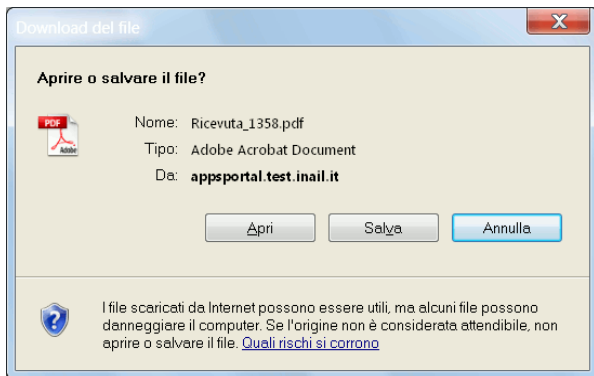 Download del file
X
Aprire o salvare il file?
PDF
Adobe
Nome: Ricevuta_1358.pdf
Tipo: Adobe Acrobat Document
Da: appsportal.test.inail.it
Apri Salva Annulla
I file scaricati da Internet possono essere utili, ma alcuni file possono
danneggiare il computer. Se l'origine non è considerata attendibile, non
aprire o salvare il file. Quali rischi si corrono